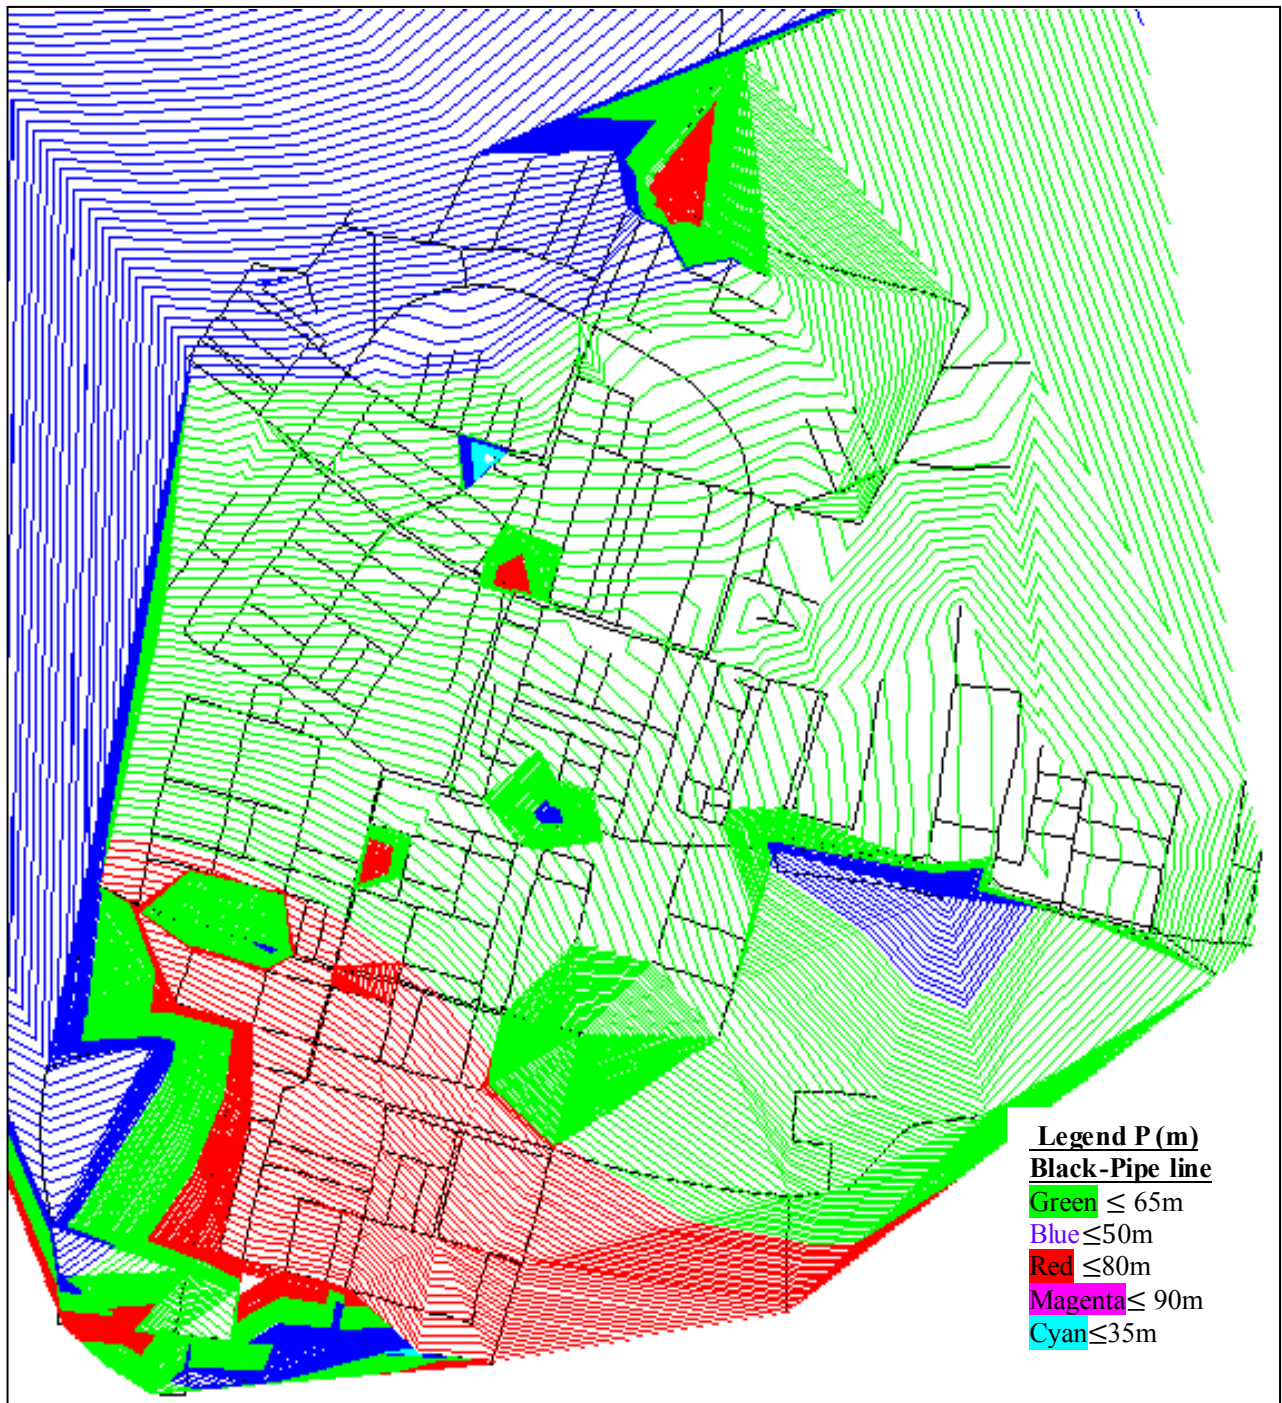 Legend P (m)
Black-Pipe line
Green ≤ 65m
Blue≤50m
Red ≤80m
Magenta≤ 90m
Cyan≤35m